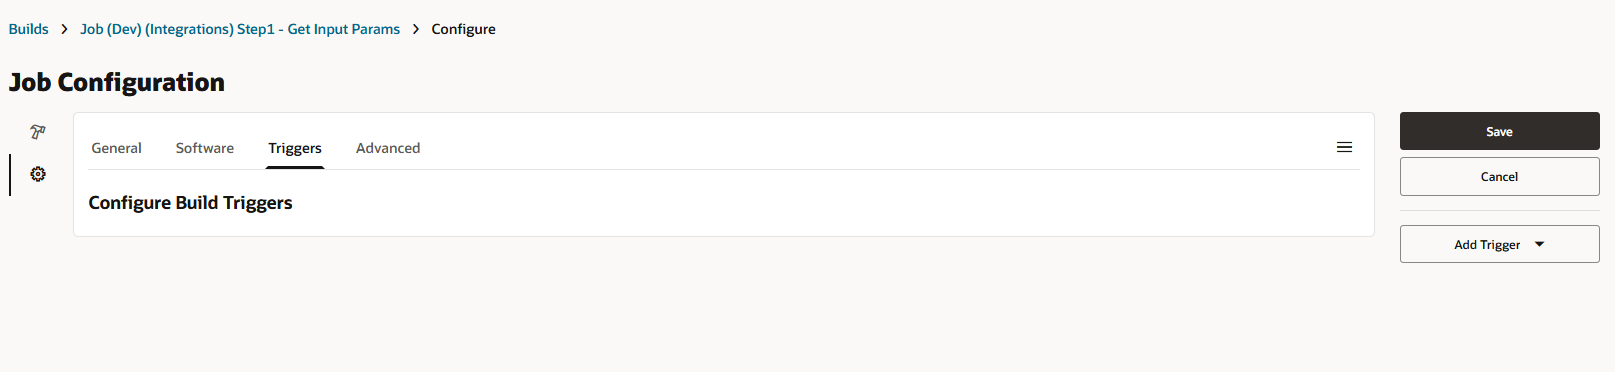 Builds > Job (Dev) (Integrations) Step1 - Get Input Params > Configure
Job Configuration
General Software Triggers Advanced
Configure Build Triggers
Save
Cancel
Add Trigger